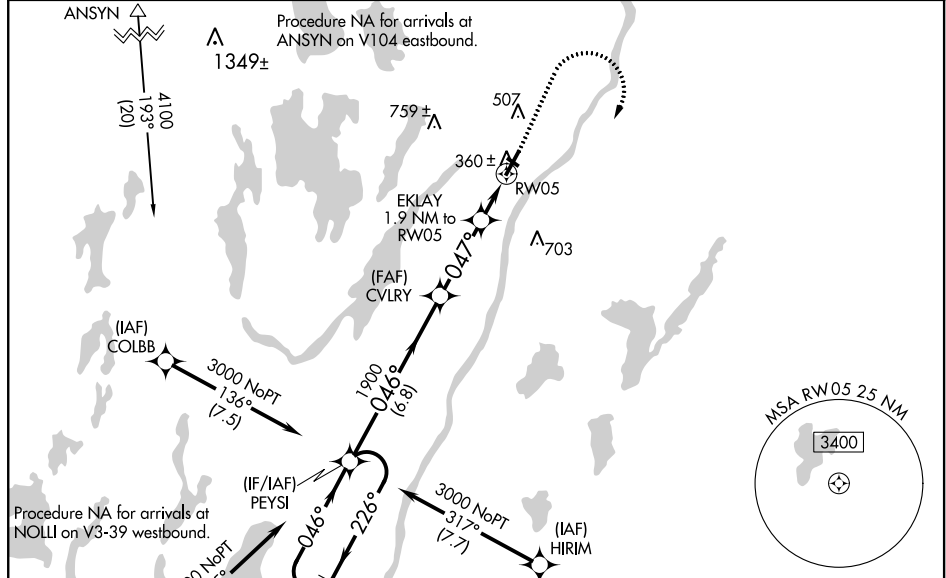 ANSYN
Procedure NA for arrivals at
ANSYN on V104 eastbound.
1349±
4100
193°
(20)
759 ±
507
360 ±
RW05
EKLAY
1.9 NM to
RW05
703
047°
(FAF)
CVLRY
(IAF)
COLBB
3000 NoPT
136°
(7.5)
1900
046°
(6.8)
MSA RW05 25 NM
3400
(IF/IAF)
PEYSI
3000 NoPT
317°
(7.7)
(IAF)
HIRIM
Procedure NA for arrivals at
NOLLI on V3-39 westbound.
046°
226°
NoPT